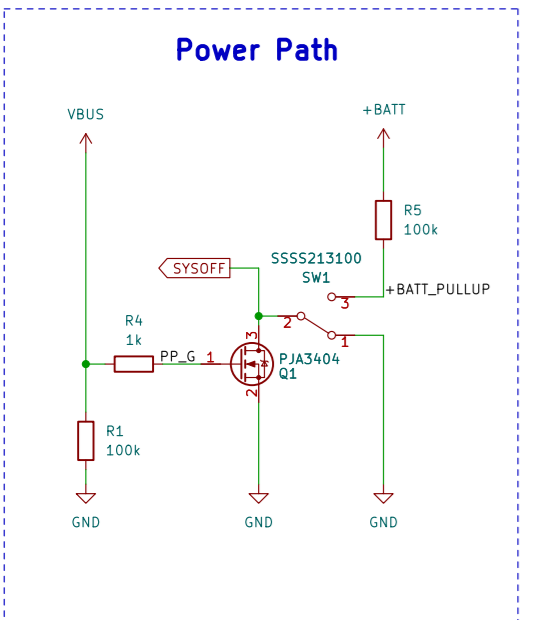 Power Path
VBUS
+BATT
R5
100k
SSSS213100
SW1
SYSOFF
+BATT_PULLUP
3
2
1
R4
1k
PP_G
1
3
2
PJA3404
Q1
R1
100k
GND
GND
GND